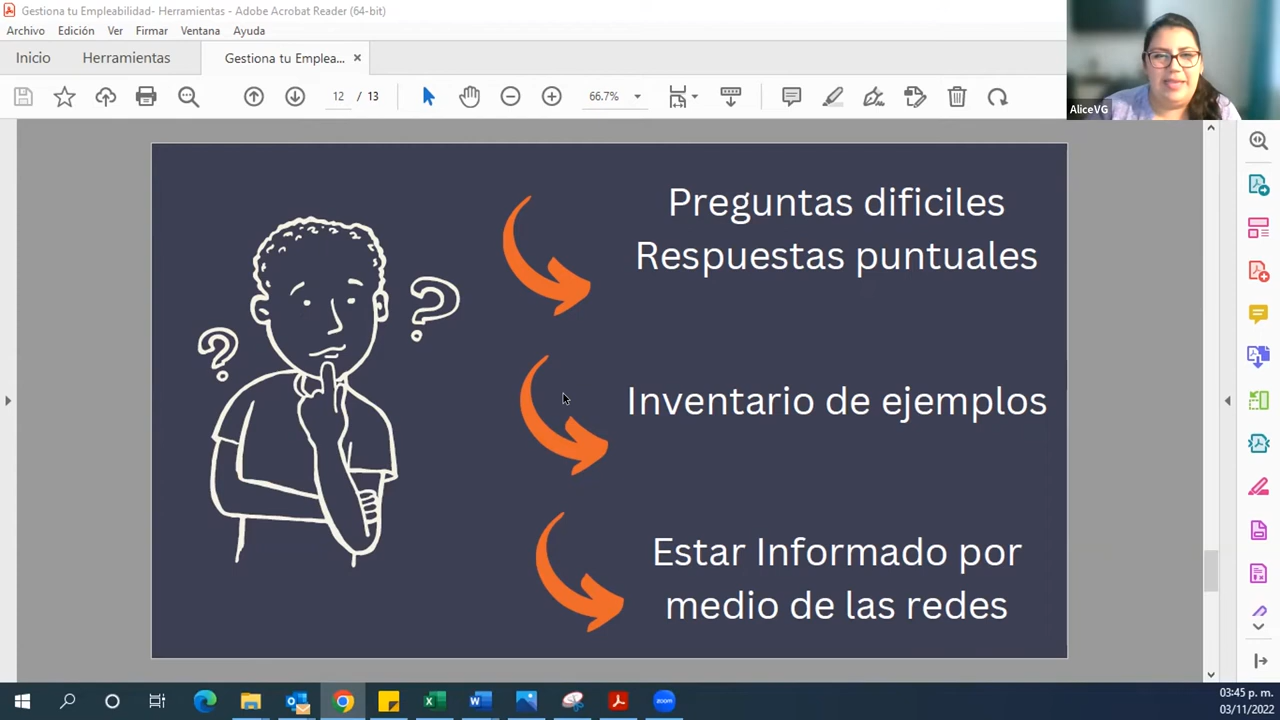 Gestiona tu Empleabilidad- Herramientas - Adobe Acrobat Reader (64-bit)
Archivo Edición Ver Firmar Ventana Ayuda
Inicio Herramientas Gestiona tu Emplea... ×
12 / 13 66.7%
AliceVG
Preguntas dificiles
Respuestas puntuales
? ?
Inventario de ejemplos
Estar Informado por
medio de las redes
zoom
03:45 p. m.
03/11/2022